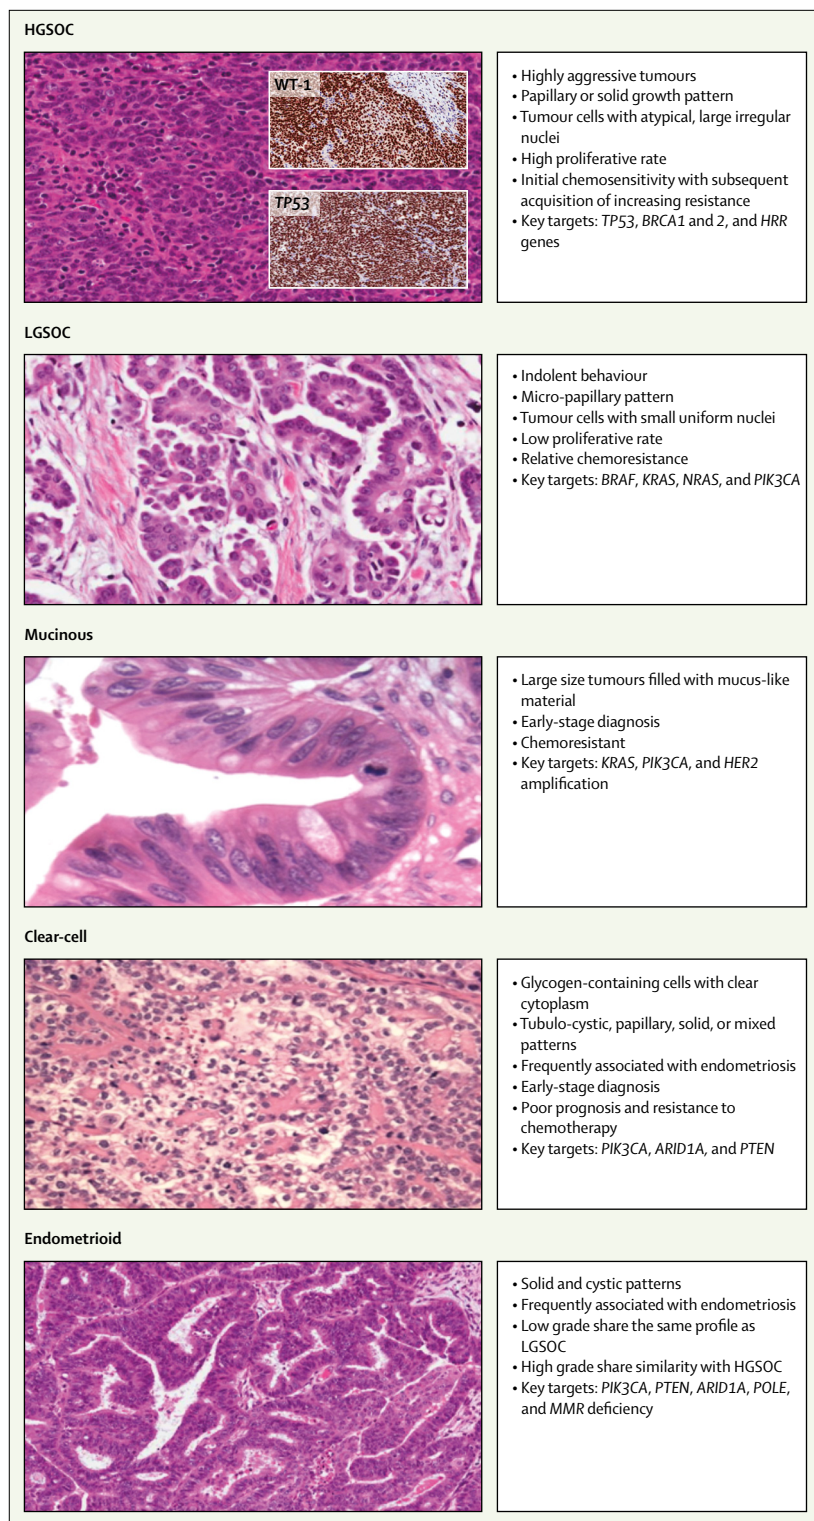 HGSOC
WT-1
TP53
• Highly aggressive tumours
• Papillary or solid growth pattern
• Tumour cells with atypical, large irregular
nuclei
• High proliferative rate
• Initial chemosensitivity with subsequent
acquisition of increasing resistance
• Key targets: TP53, BRCA1 and 2, and HRR
genes
LGSOC
• Indolent behaviour
• Micro-papillary pattern
• Tumour cells with small uniform nuclei
• Low proliferative rate
• Relative chemoresistance
• Key targets: BRAF, KRAS, NRAS, and PIK3CA
Mucinous
• Large size tumours filled with mucus-like
material
• Early-stage diagnosis
• Chemoresistant
• Key targets: KRAS, PIK3CA, and HER2
amplification
Clear-cell
• Glycogen-containing cells with clear
cytoplasm
• Tubulo-cystic, papillary, solid, or mixed
patterns
• Frequently associated with endometriosis
• Early-stage diagnosis
• Poor prognosis and resistance to
chemotherapy
• Key targets: PIK3CA, ARID1A, and PTEN
Endometrioid
• Solid and cystic patterns
• Frequently associated with endometriosis
• Low grade share the same profile as
LGSOC
• High grade share similarity with HGSOC
• Key targets: PIK3CA, PTEN, ARID1A, POLE,
and MMR deficiency